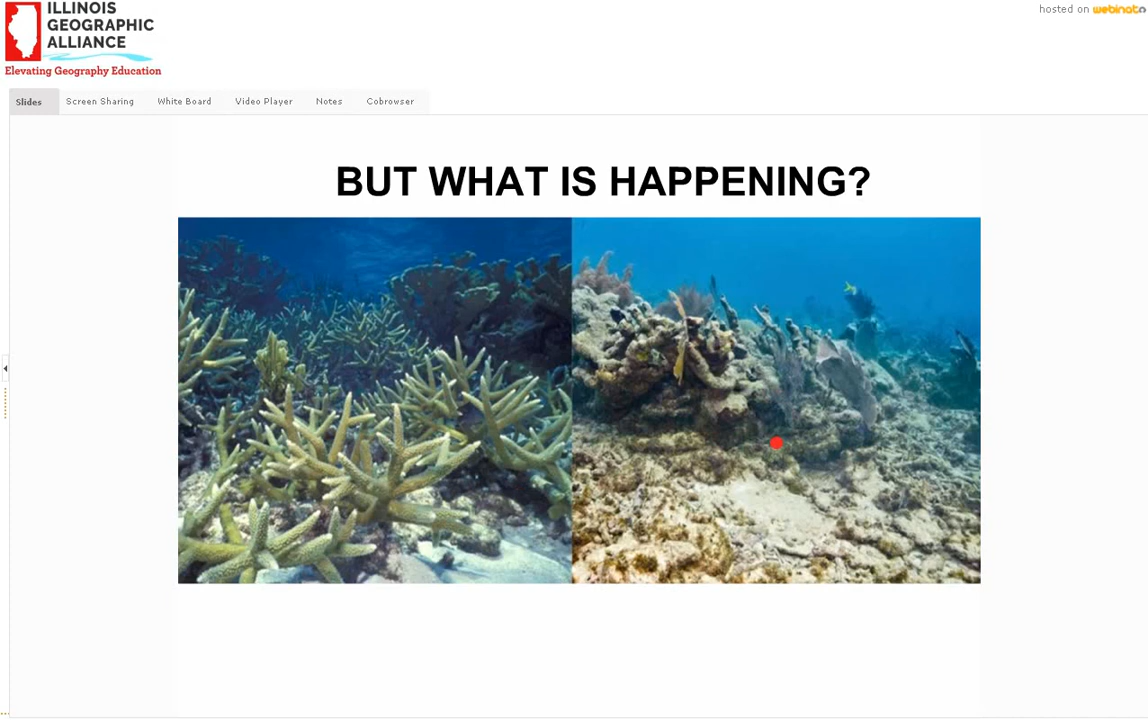 ILLINOIS
GEOGRAPHIC
ALLIANCE
Elevating Geography Education
hosted on webinato
Slides
Screen Sharing
White Board
Video Player
Notes
Cobrowser
BUT WHAT IS HAPPENING?